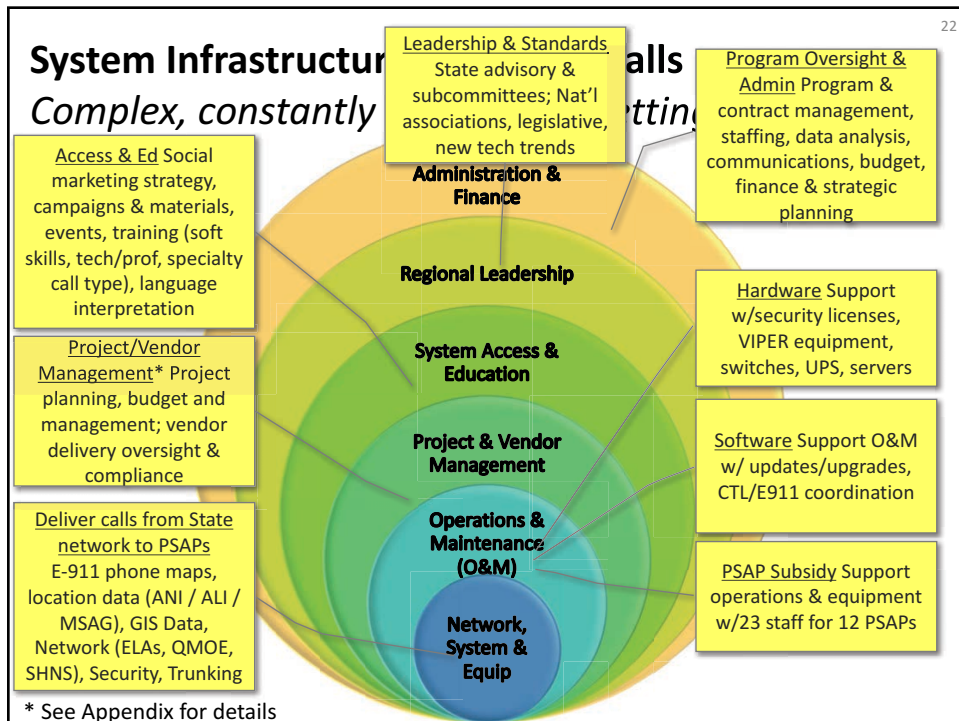 22
System Infrastructur
alls
Complex, constantly
etting
Leadership & Standards
State advisory &
subcommittees; Nat'l
associations, legislative,
new tech trends
Program Oversight &
Admin Program &
contract management,
staffing, data analysis,
communications, budget,
finance & strategic
planning
Access & Ed Social
marketing strategy,
campaigns & materials,
events, training (soft
skills, tech/prof, specialty
call type), language
interpretation
Project/Vendor
Management* Project
planning, budget and
management; vendor
delivery oversight &
compliance
Deliver calls from State
network to PSAPs
E-911 phone maps,
location data (ANI / ALI /
MSAG), GIS Data,
Network (ELAs, QMOE,
SHNS), Security, Trunking
Administration &
Finance
Regional Leadership
System Access &
Education
Project & Vendor
Management
Operations &
Maintenance
(O&M)
Network,
System &
Equip
Hardware Support
w/security licenses,
VIPER equipment,
switches, UPS, servers
Software Support O&M
w/ updates/upgrades,
CTL/E911 coordination
PSAP Subsidy Support
operations & equipment
w/23 staff for 12 PSAPs
* See Appendix for details